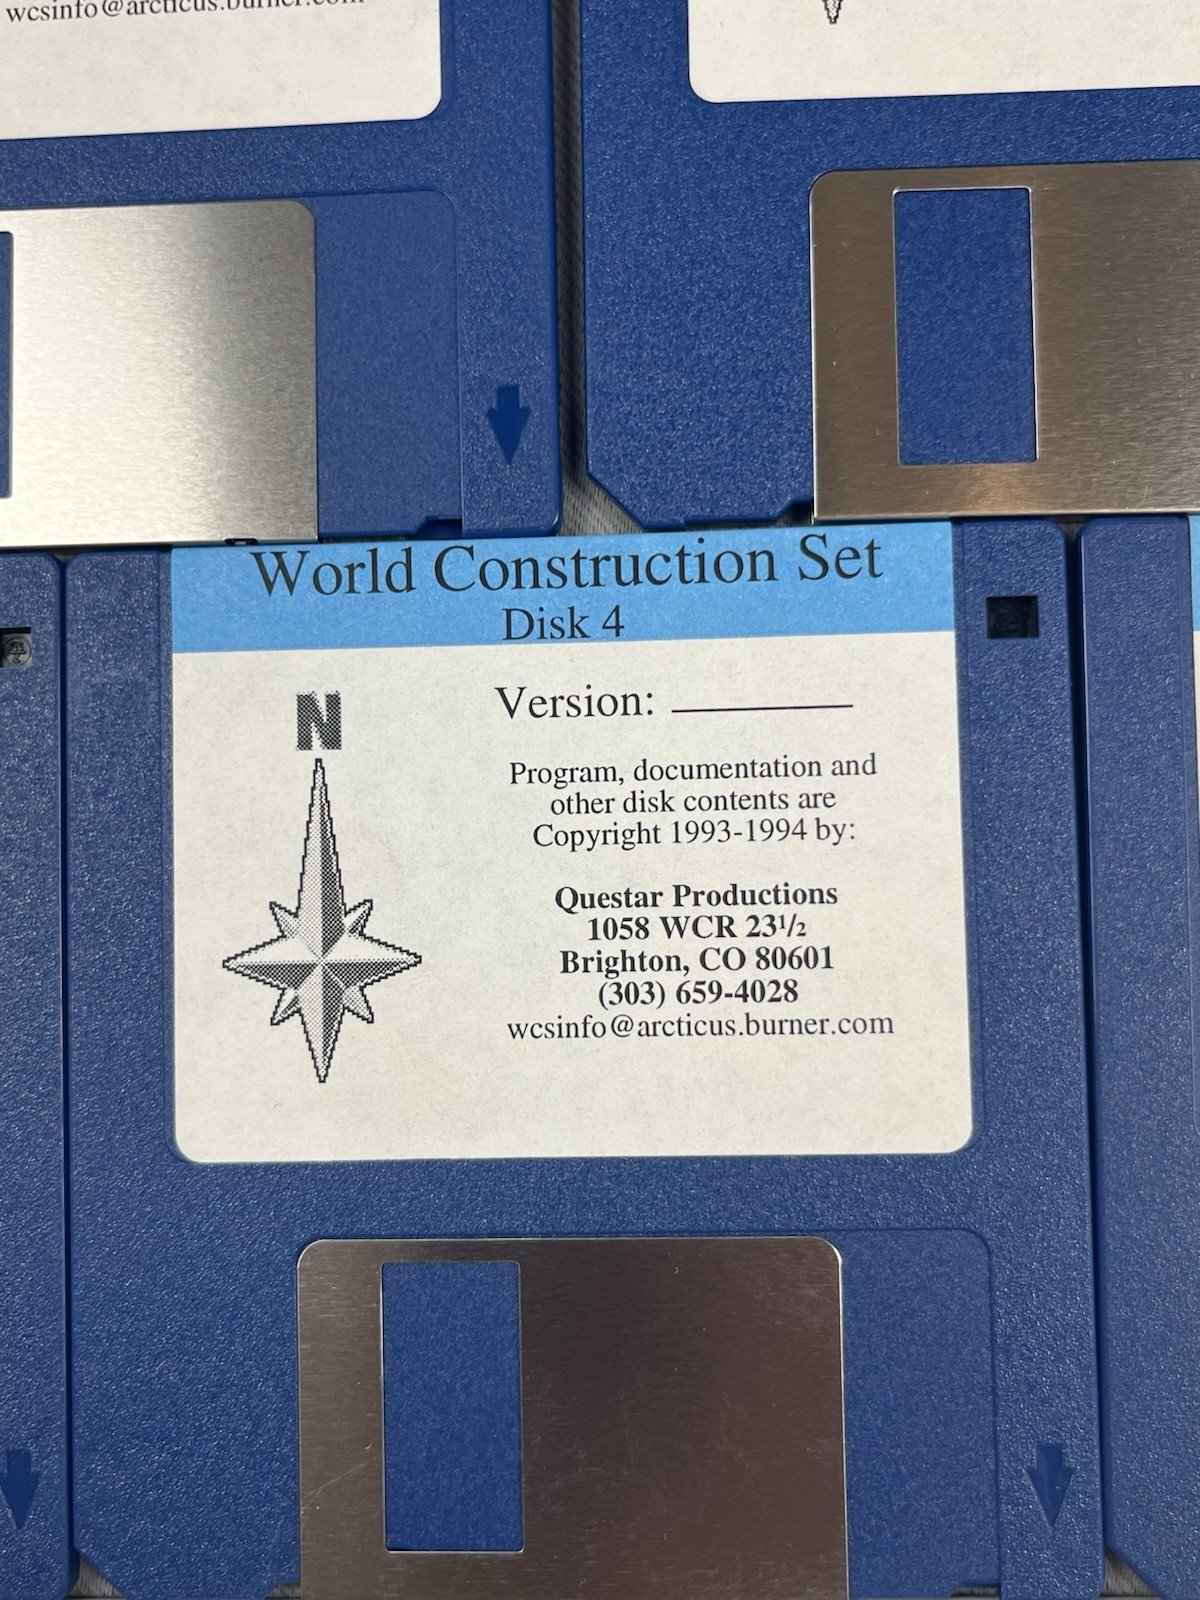 wcsinfo@arcticus.burner.com
World Construction Set
Disk 4
N
Version: ________
Program, documentation and
other disk contents are
Copyright 1993-1994 by:
Questar Productions
1058 WCR 23½
Brighton, CO 80601
(303) 659-4028
wcsinfo@arcticus.burner.com